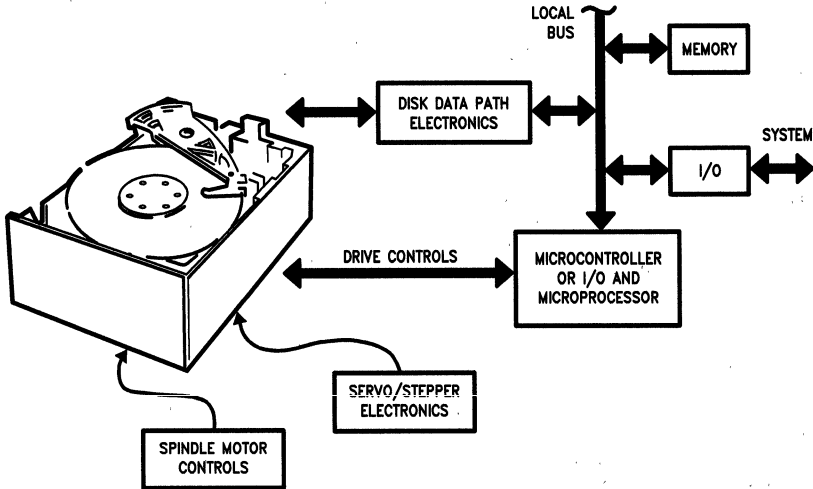 LOCAL
BUS
MEMORY
DISK DATA PATH
ELECTRONICS
SYSTEM
I/O
DRIVE CONTROLS
MICROCONTROLLER
OR I/O AND
MICROPROCESSOR
SERVO/STEPPER
ELECTRONICS
SPINDLE MOTOR
CONTROLS